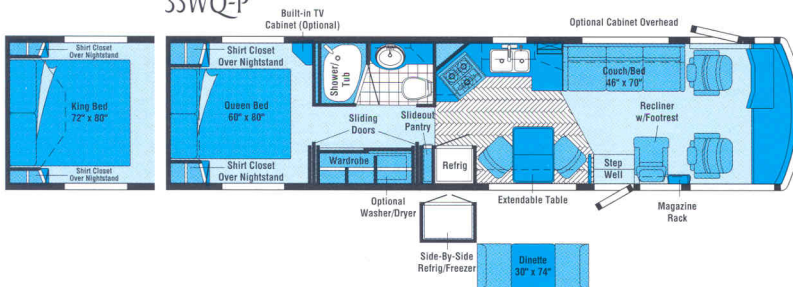 33WQ-P
Built-in TV
Cabinet (Optional)
Optional Cabinet Overhead
Shirt Closet
Over Nightstand
King Bed
72" x 80"
Shirt Closet
Over Nightstand
Shirt Closet
Over Nightstand
Queen Bed
60" x 80"
Shirt Closet
Over Nightstand
Shower/
Tub
Sliding
Doors
Slideout
Pantry
Wardrobe
Refrig
Couch/Bed
46" x 70"
Recliner
w/Footrest
Step
Well
Optional
Washer/Dryer
Extendable Table
Magazine
Rack
Side-By-Side
Refrig/Freezer
Dinette
30" x 74"